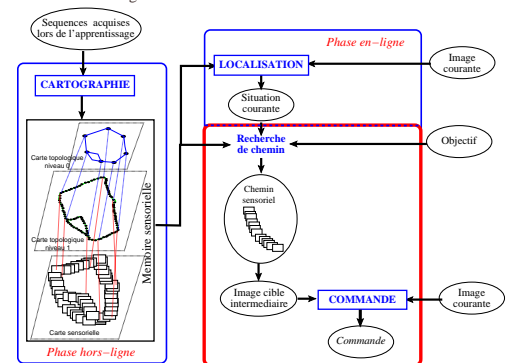 Sequences acquises
lors de l'apprentissage
Phase en-ligne
CARTOGRAPHIE
LOCALISATION
Image
courante
Situation
courante
Recherche
de chemin
Objectif
Carte topologique
niveau 0
Mémoire sensorielle
Chemin
sensoriel
Carte topologique
niveau 1
Image cible
intermediaire
COMMANDE
Image
courante
Carte sensorielle
Commande
Phase hors-ligne